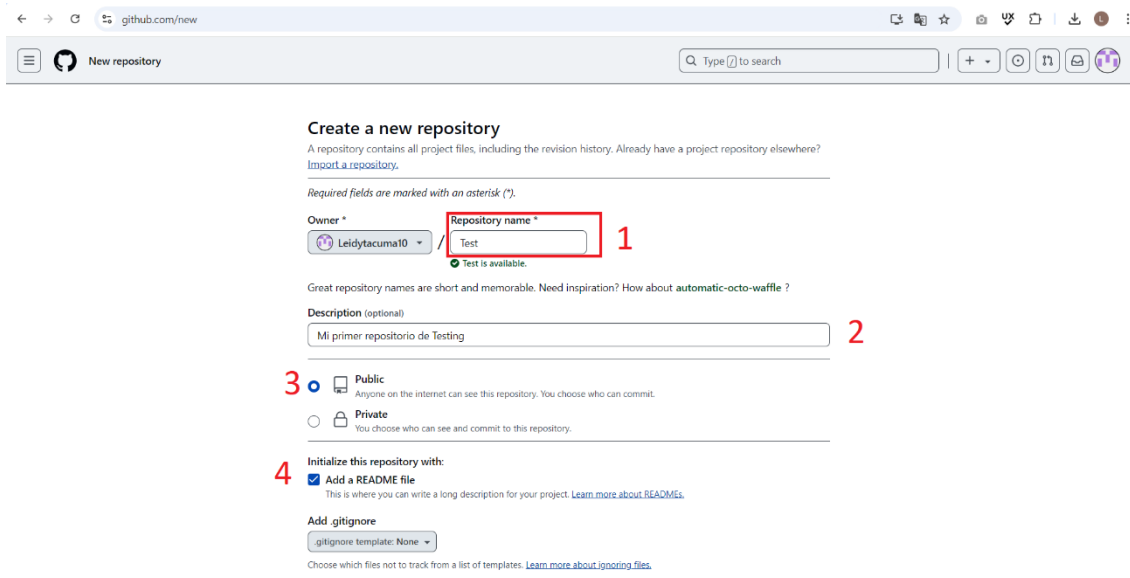 github.com/new
New repository
Type / to search
Create a new repository
A repository contains all project files, including the revision history. Already have a project repository elsewhere?
Import a repository.
Required fields are marked with an asterisk (*).
Owner *
Repository name *
Leidytacuma10 / Test
1
Test is available.
Great repository names are short and memorable. Need inspiration? How about automatic-octo-waffle ?
Description (optional)
Mi primer repositorio de Testing
2
3
Public
Anyone on the internet can see this repository. You choose who can commit.
Private
You choose who can see and commit to this repository.
Initialize this repository with:
4
Add a README file
This is where you can write a long description for your project. Learn more about READMEs.
Add .gitignore
.gitignore template: None
Choose which files not to track from a list of templates. Learn more about ignoring files.
UX
L